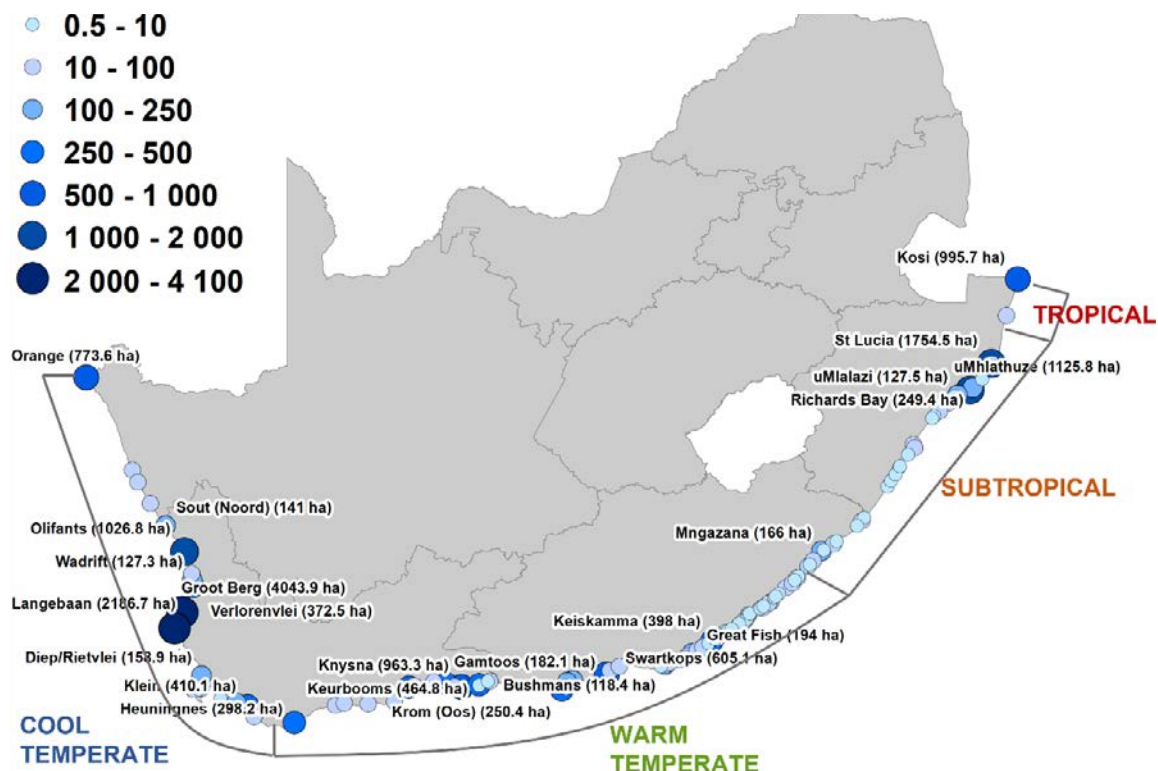 0.5 - 10
10 - 100
100 - 250
250 - 500
500 - 1 000
1 000 - 2 000
2 000 - 4 100
Kosi (995.7 ha)
TROPICAL
St Lucia (1754.5 ha)
uMhlathuze (1125.8 ha)
uMlalazi (127.5 ha)
Richards Bay (249.4 ha)
Orange (773.6 ha)
SUBTROPICAL
Sout (Noord) (141 ha)
Olifants (1026.8 ha)
Mngazana (166 ha)
Wadrift (127.3 ha)
Groot Berg (4043.9 ha)
Langebaan (2186.7 ha)
Verlorenvlei (372.5 ha)
Keiskamma (398 ha)
Great Fish (194 ha)
Diep/Rietvlei (158.9 ha)
Knysna (963.3 ha)
Gamtoos (182.1 ha)
Swartkops (605.1 ha)
Klein (410.1 ha)
Keurbooms (464.8 ha)
Bushmans (118.4 ha)
Heuningnes (298.2 ha)
Krom (Oos) (250.4 ha)
COOL
TEMPERATE
WARM
TEMPERATE